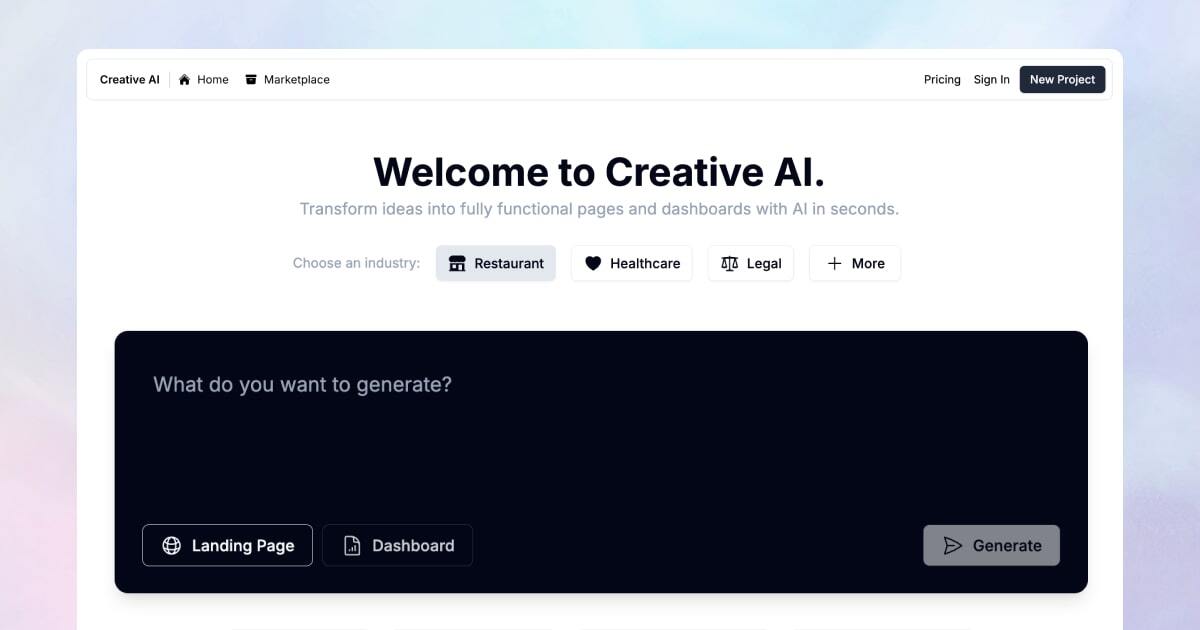 Creative AI Home Marketplace Pricing Sign In New Project
Welcome to Creative AI.
Transform ideas into fully functional pages and dashboards with AI in seconds.
Choose an industry: Restaurant Healthcare Legal More
What do you want to generate?
Landing Page Dashboard Generate